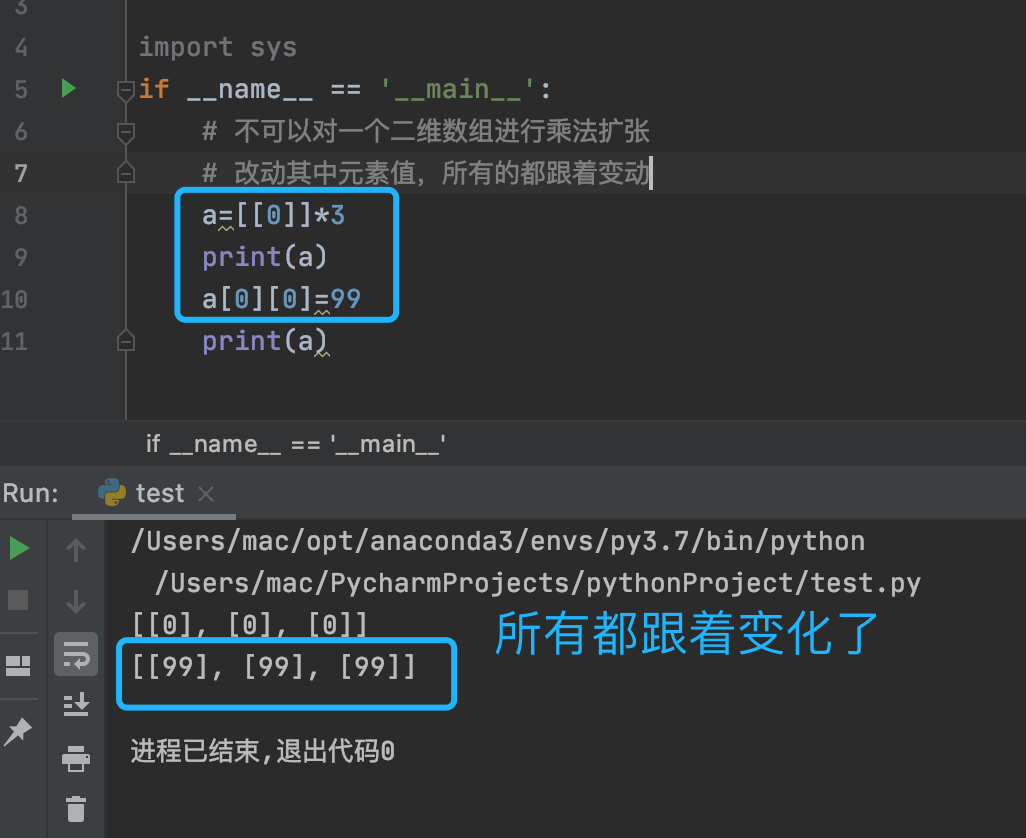 3
4 import sys
5 if __name__ == '__main__':
6 # 不可以对一个二维数组进行乘法扩张
7 # 改动其中元素值，所有的都跟着变动
8 a=[[0]]*3
9 print(a)
10 a[0][0]=99
11 print(a)
if __name__ == '__main__'
Run: test
/Users/mac/opt/anaconda3/envs/py3.7/bin/python
/Users/mac/PycharmProjects/pythonProject/test.py
[[0], [0], [0]]
所有都跟着变化了
[[99], [99], [99]]
进程已结束,退出代码0